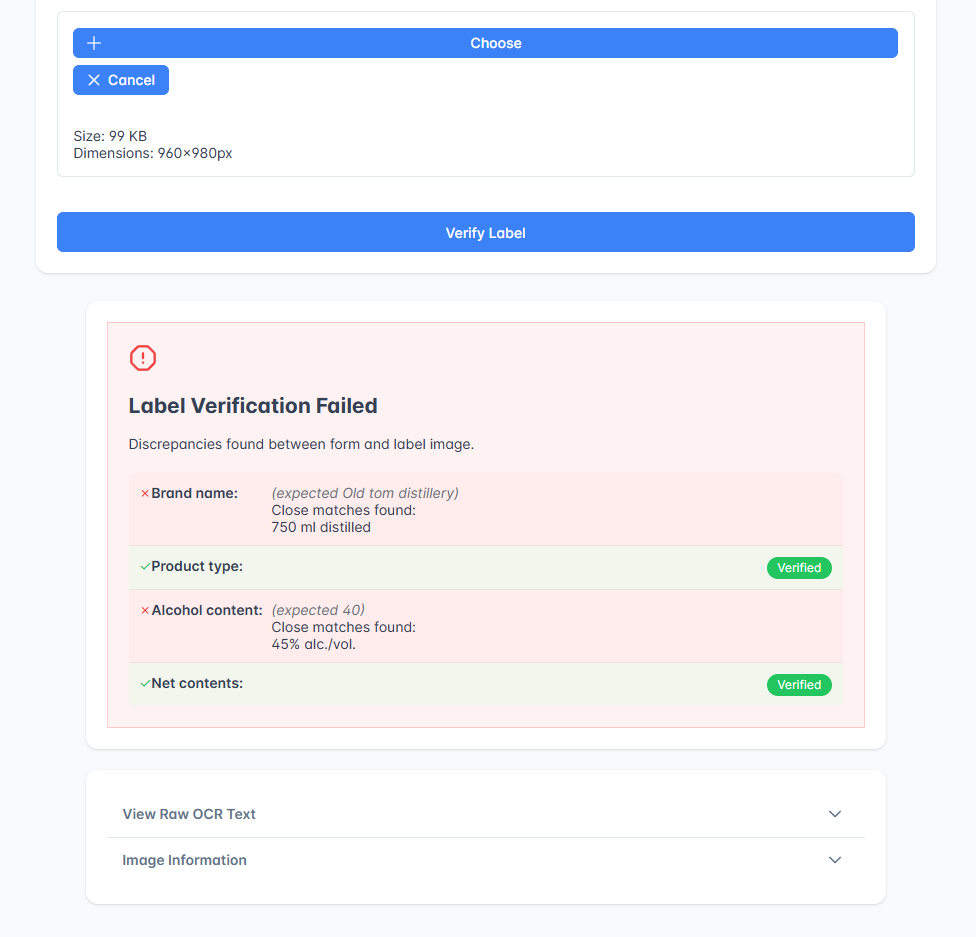 Choose
Cancel
Size: 99 KB
Dimensions: 960×980px
Verify Label
Label Verification Failed
Discrepancies found between form and label image.
Brand name: (expected Old tom distillery)
Close matches found:
750 ml distilled
Product type: Verified
Alcohol content: (expected 40)
Close matches found:
45% alc./vol.
Net contents: Verified
View Raw OCR Text
Image Information